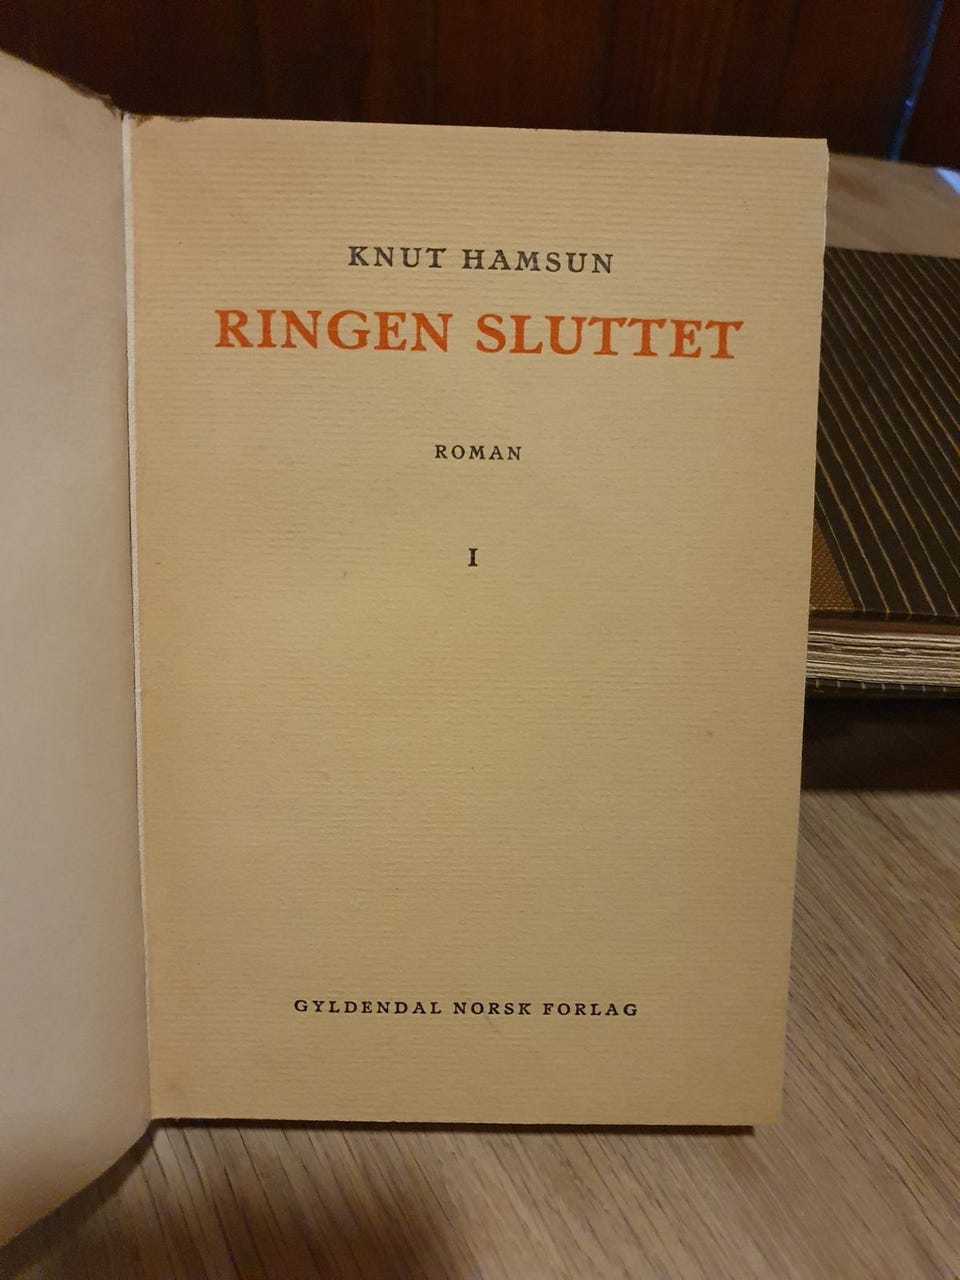 KNUT HAMSUN
RINGEN SLUTTET
ROMAN
I
GYLDENDAL NORSK FORLAG